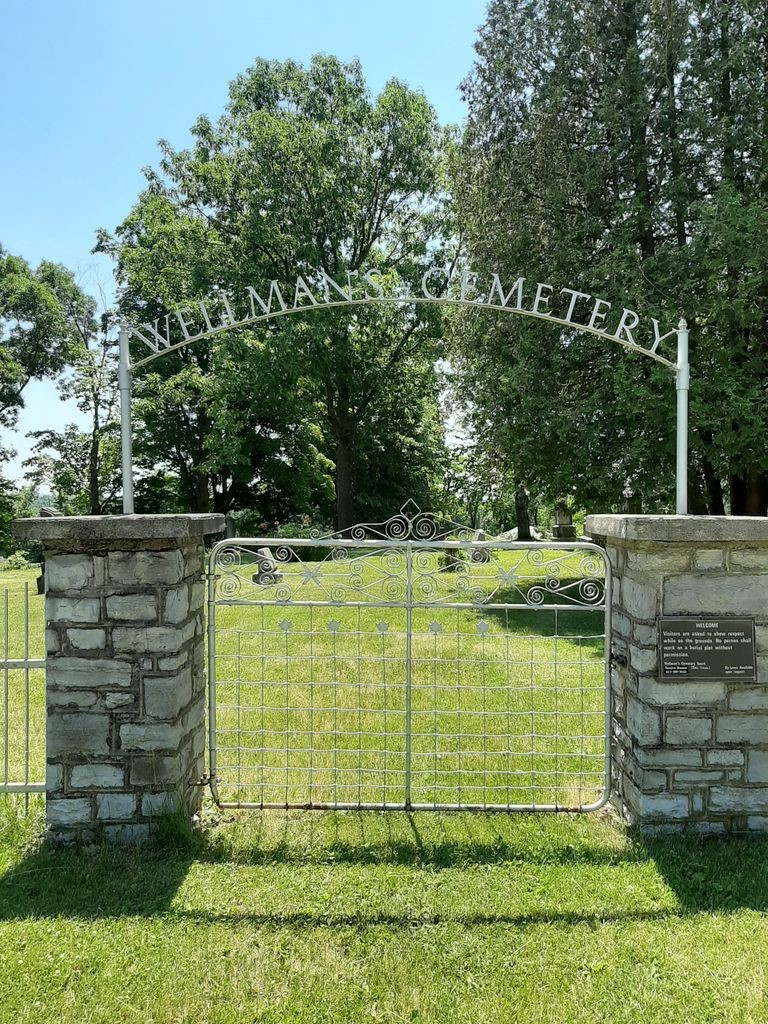 WELLMAN'S CEMETERY
WELCOME
Visitors are asked to show respect
while on the grounds. No person shall
work on a burial plot without
permission.
Wellman's Cemetery Board